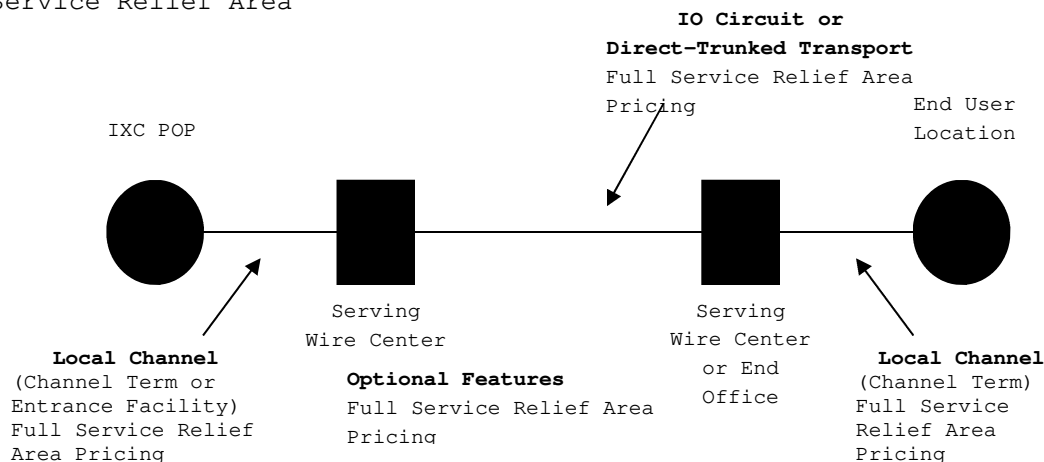 Service Relief Area
IO Circuit or
Direct-Trunked Transport
Full Service Relief Area
Pricing
End User
Location
IXC POP
Serving
Wire Center
Serving
Wire Center
or End
Office
Local Channel
(Channel Term or
Entrance Facility)
Full Service Relief
Area Pricing
Optional Features
Full Service Relief Area
Pricing
Local Channel
(Channel Term)
Full Service
Relief Area
Pricing